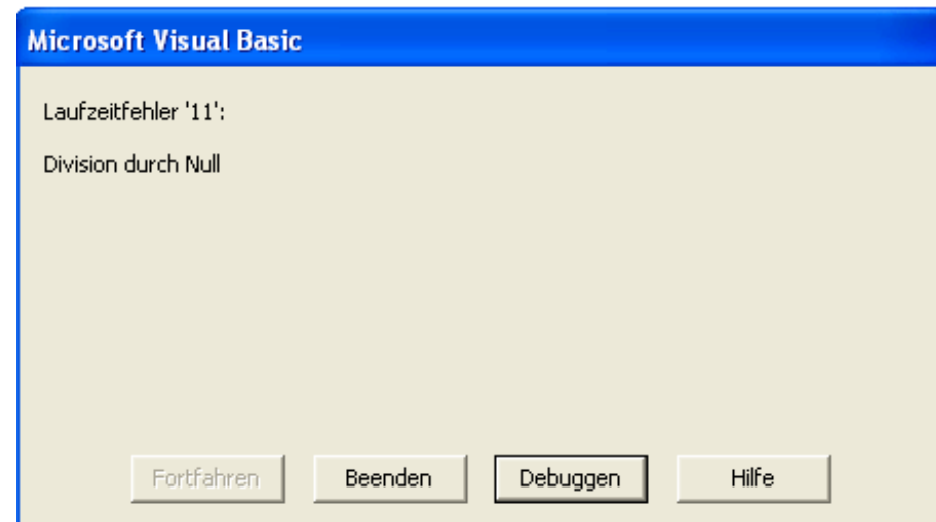 Microsoft Visual Basic
Laufzeitfehler '11':
Division durch Null
Fortfahren Beenden Debuggen Hilfe